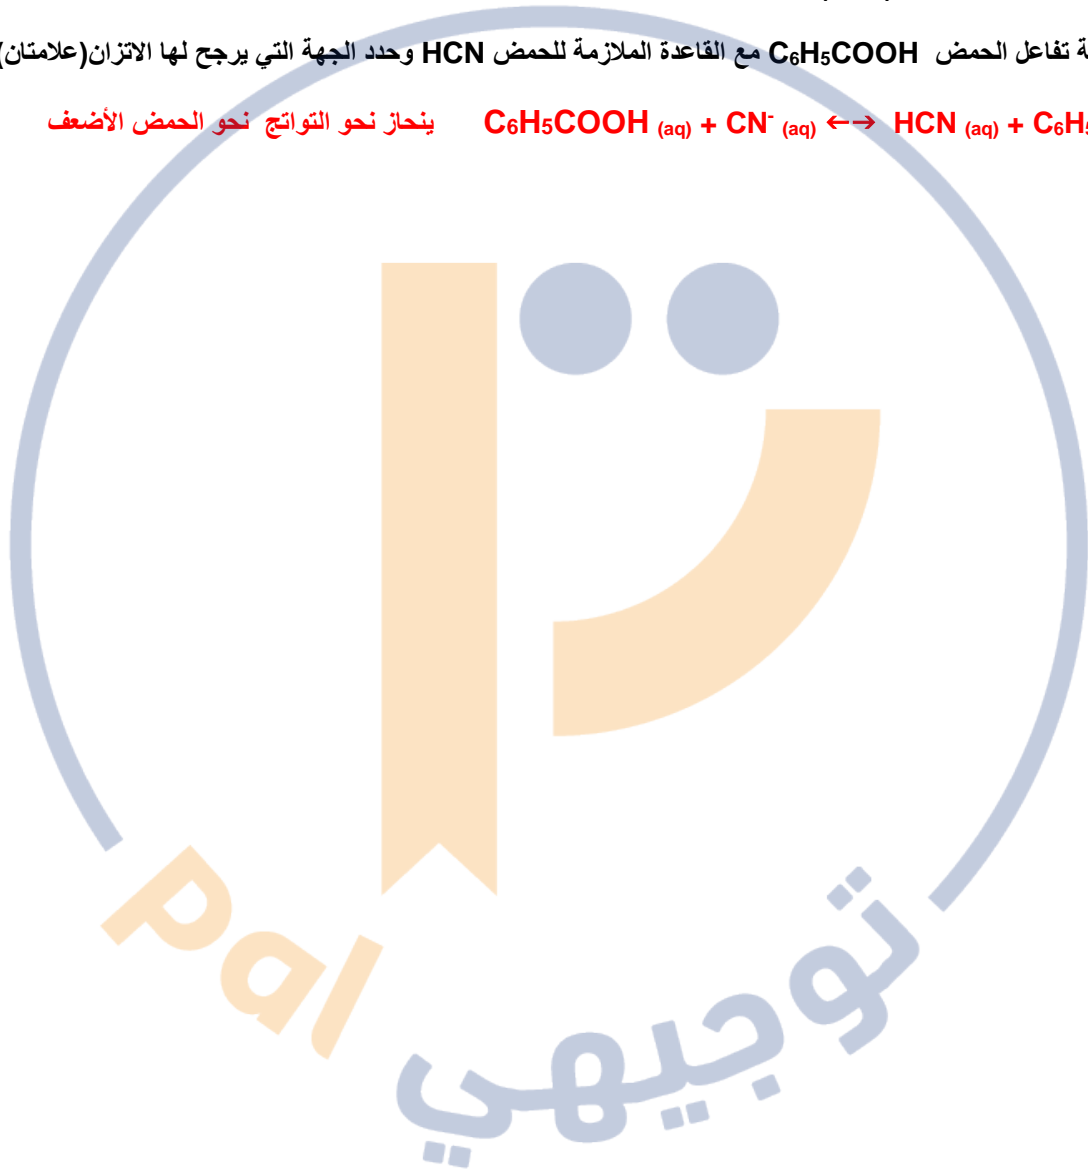 ة تفاعل الحمض C₆H₅COOH مع القاعدة الملازمة للحمض HCN وحدد الجهة التي يرجح لها الاتزان(علامتان)
C₆H₅COOH (aq) + CN⁻ (aq) ←→ HCN (aq) + C₆H₅ ينحاز نحو النواتج نحو الحمض الأضعف
Pal توجيهي